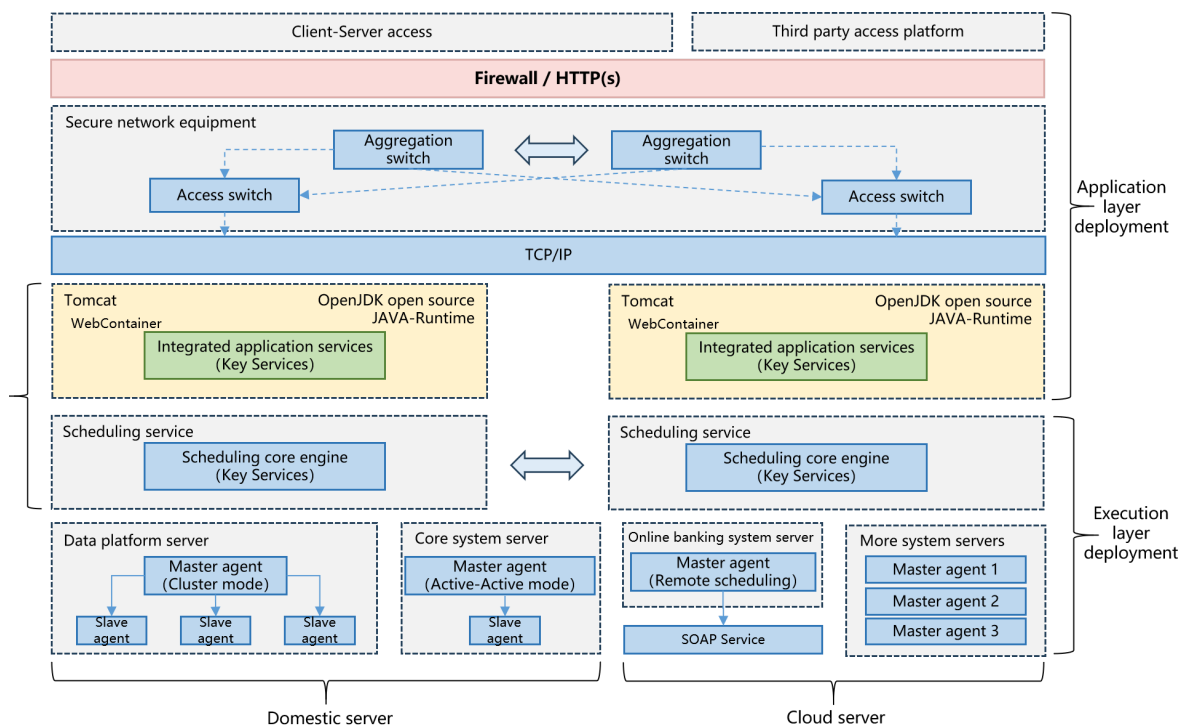 Client-Server access
Third party access platform
Firewall / HTTP(s)
Secure network equipment
Aggregation
switch
Aggregation
switch
Access switch
Access switch
Application
layer
deployment
TCP/IP
Tomcat
OpenJDK open source
JAVA-Runtime
WebContainer
Integrated application services
(Key Services)
Tomcat
OpenJDK open source
JAVA-Runtime
WebContainer
Integrated application services
(Key Services)
Scheduling service
Scheduling core engine
(Key Services)
Scheduling service
Scheduling core engine
(Key Services)
Execution
layer
deployment
Data platform server
Master agent
(Cluster mode)
Slave
agent
Slave
agent
Slave
agent
Core system server
Master agent
(Active-Active mode)
Slave
agent
Online banking system server
Master agent
(Remote scheduling)
SOAP Service
More system servers
Master agent 1
Master agent 2
Master agent 3
Domestic server
Cloud server